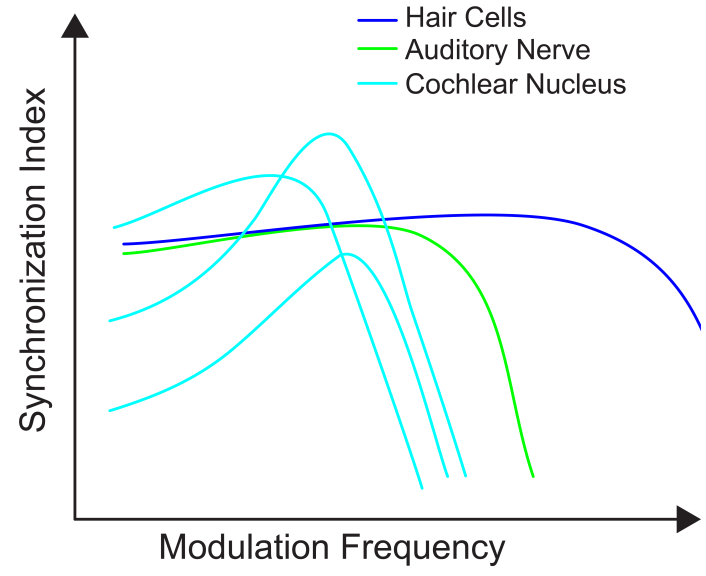 Hair Cells
Auditory Nerve
Cochlear Nucleus
Synchronization Index
Modulation Frequency